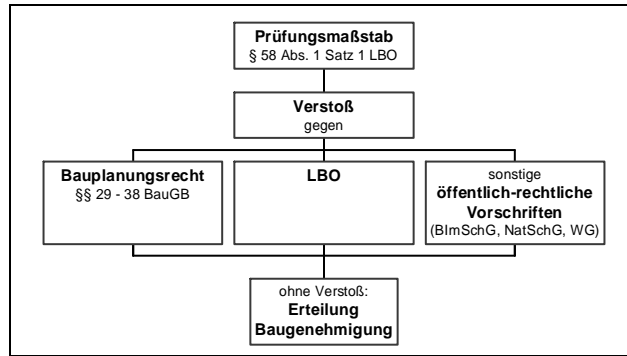 Prüfungsmaßstab
§ 58 Abs. 1 Satz 1 LBO
Verstoß
gegen
Bauplanungsrecht
§§ 29 - 38 BauGB
LBO
sonstige
öffentlich-rechtliche
Vorschriften
(BImSchG, NatSchG, WG)
ohne Verstoß:
Erteilung
Baugenehmigung